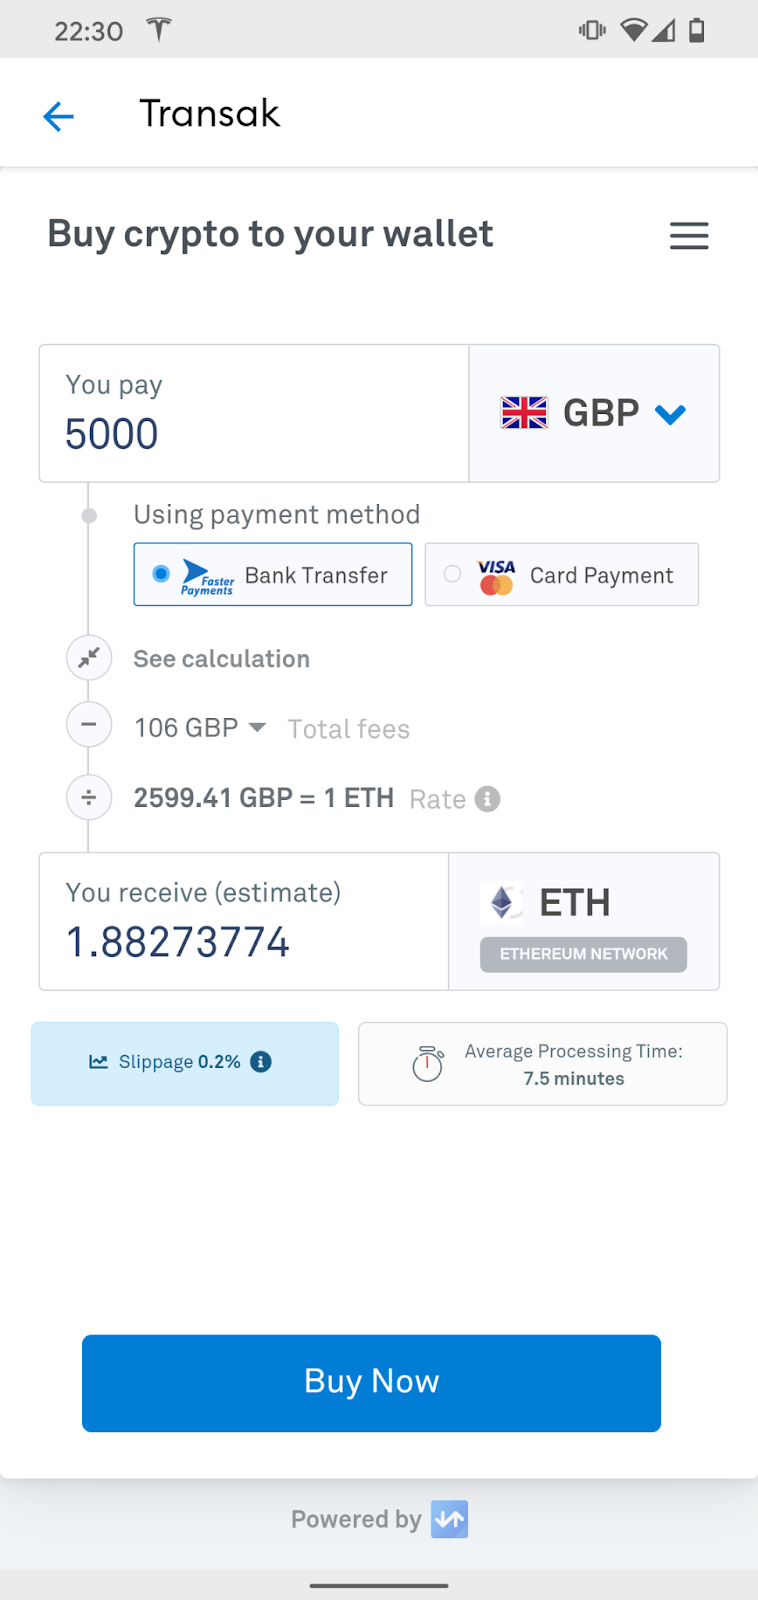 22:30
Transak
Buy crypto to your wallet
You pay
5000
GBP
Using payment method
Faster Payments Bank Transfer
VISA Card Payment
See calculation
106 GBP Total fees
2599.41 GBP = 1 ETH Rate
You receive (estimate)
1.88273774
ETH
ETHEREUM NETWORK
Slippage 0.2%
Average Processing Time:
7.5 minutes
Buy Now
Powered by